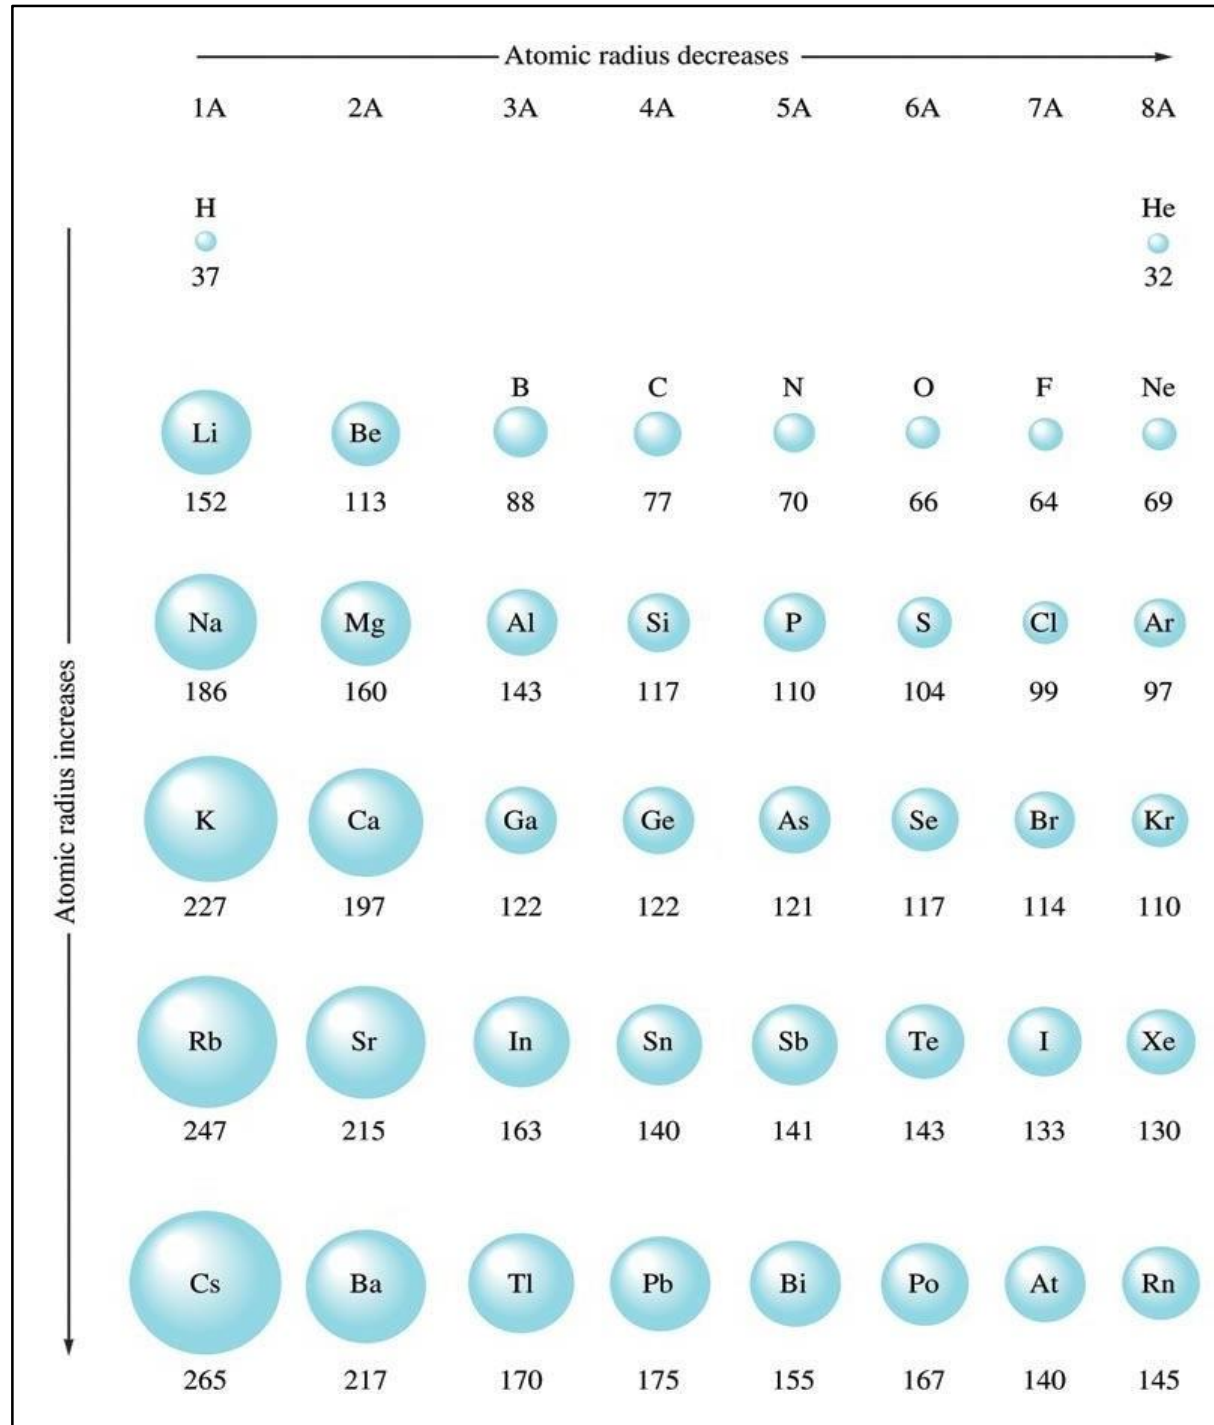 Atomic radius decreases
1A 2A 3A 4A 5A 6A 7A 8A
H He
37 32
B C N O F Ne
Li Be
152 113 88 77 70 66 64 69
Na Mg Al Si P S Cl Ar
186 160 143 117 110 104 99 97
Atomic radius increases
K Ca Ga Ge As Se Br Kr
227 197 122 122 121 117 114 110
Rb Sr In Sn Sb Te I Xe
247 215 163 140 141 143 133 130
Cs Ba Tl Pb Bi Po At Rn
265 217 170 175 155 167 140 145